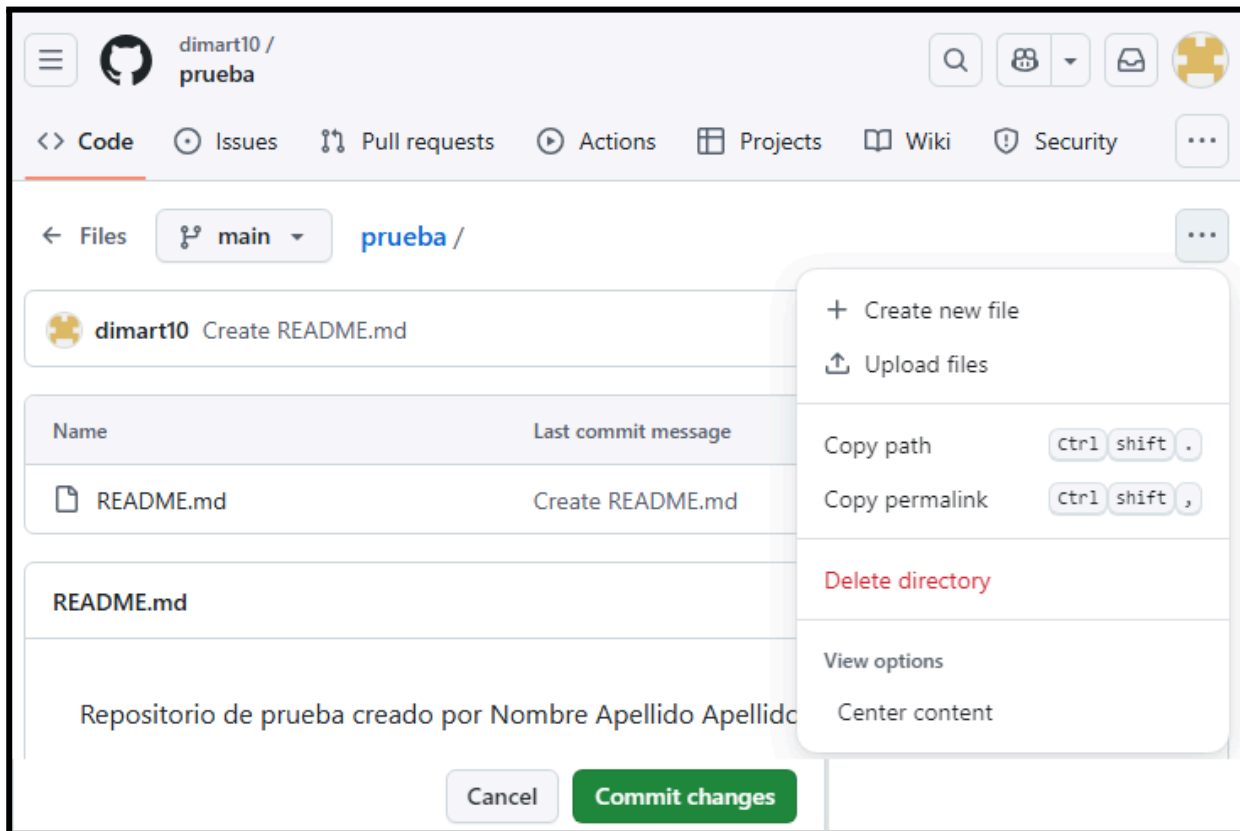 dimart10 /
prueba
Code Issues Pull requests Actions Projects Wiki Security
Files main prueba /
dimart10 Create README.md
Create new file
Upload files
Name Last commit message
Copy path Ctrl shift .
README.md Create README.md
Copy permalink Ctrl shift ,
Delete directory
README.md
View options
Repositorio de prueba creado por Nombre Apellido Apellido
Center content
Cancel Commit changes